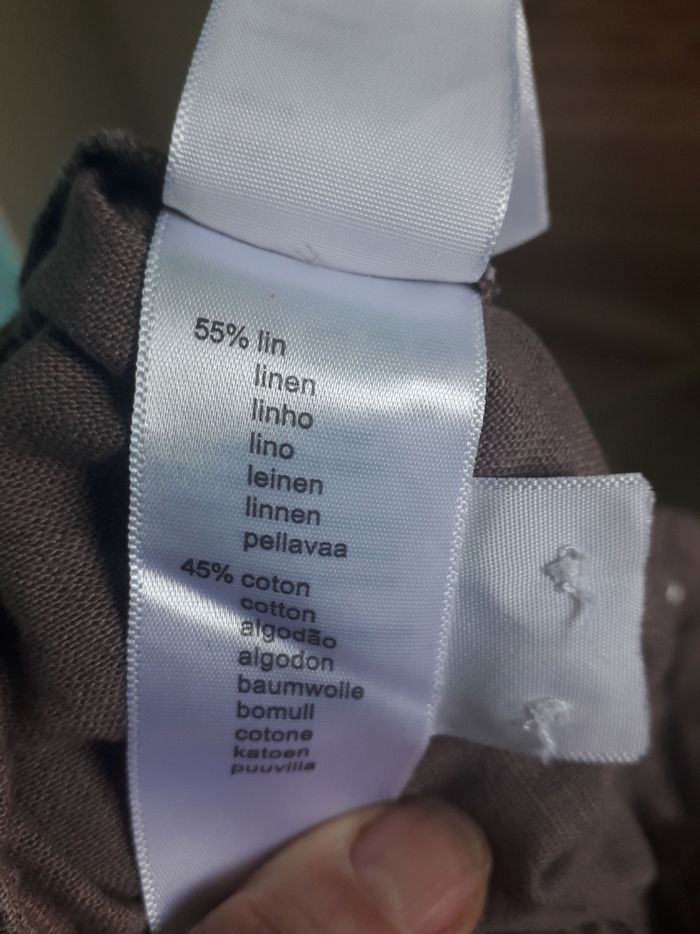 55% lin
linen
linho
lino
leinen
linnen
pellavaa
45% coton
cotton
algodão
algodon
baumwolle
bomull
cotone
katoen
puuvilla